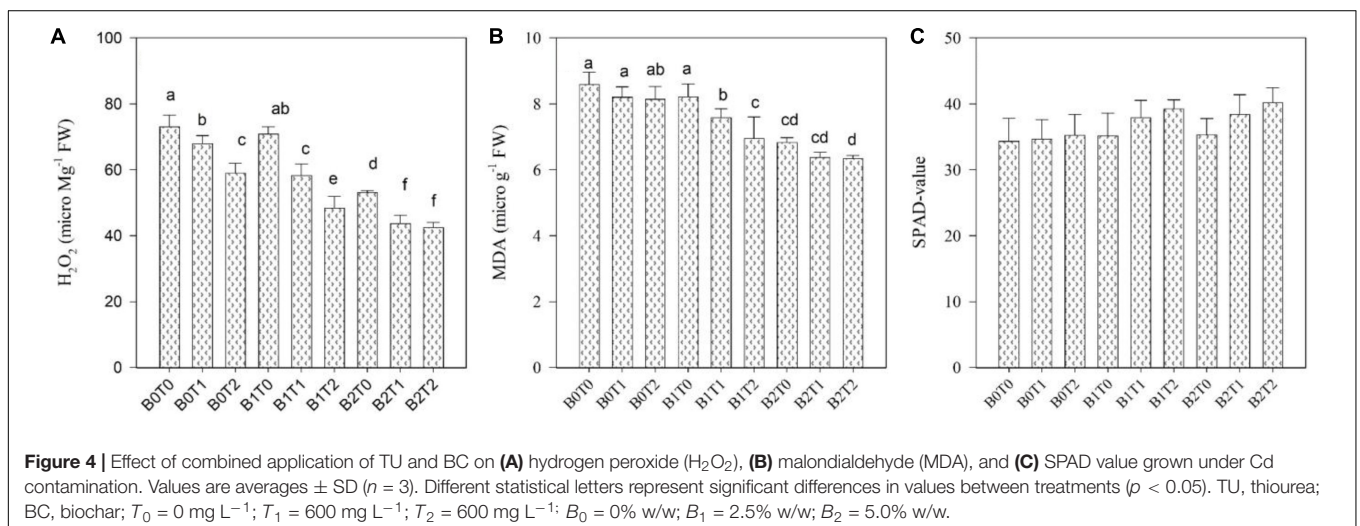 A
100
80
60
40
20
0
H₂O₂ (micro Mg⁻¹ FW)
a
b
c
ab
c
e
d
f
f
B0T0
B0T1
B0T2
B1T0
B1T1
B1T2
B2T0
B2T1
B2T2
B
10
8
6
4
2
0
MDA (micro g⁻¹ FW)
a
a
ab
a
b
c
cd
cd
d
B0T0
B0T1
B0T2
B1T0
B1T1
B1T2
B2T0
B2T1
B2T2
C
50
40
30
20
10
0
SPAD-value
B0T0
B0T1
B0T2
B1T0
B1T1
B1T2
B2T0
B2T1
B2T2
Figure 4 | Effect of combined application of TU and BC on (A) hydrogen peroxide (H₂O₂), (B) malondialdehyde (MDA), and (C) SPAD value grown under Cd
contamination. Values are averages ± SD (n = 3). Different statistical letters represent significant differences in values between treatments (p < 0.05). TU, thiourea;
BC, biochar; T₀ = 0 mg L⁻¹; T₁ = 600 mg L⁻¹; T₂ = 600 mg L⁻¹; B₀ = 0% w/w; B₁ = 2.5% w/w; B₂ = 5.0% w/w.